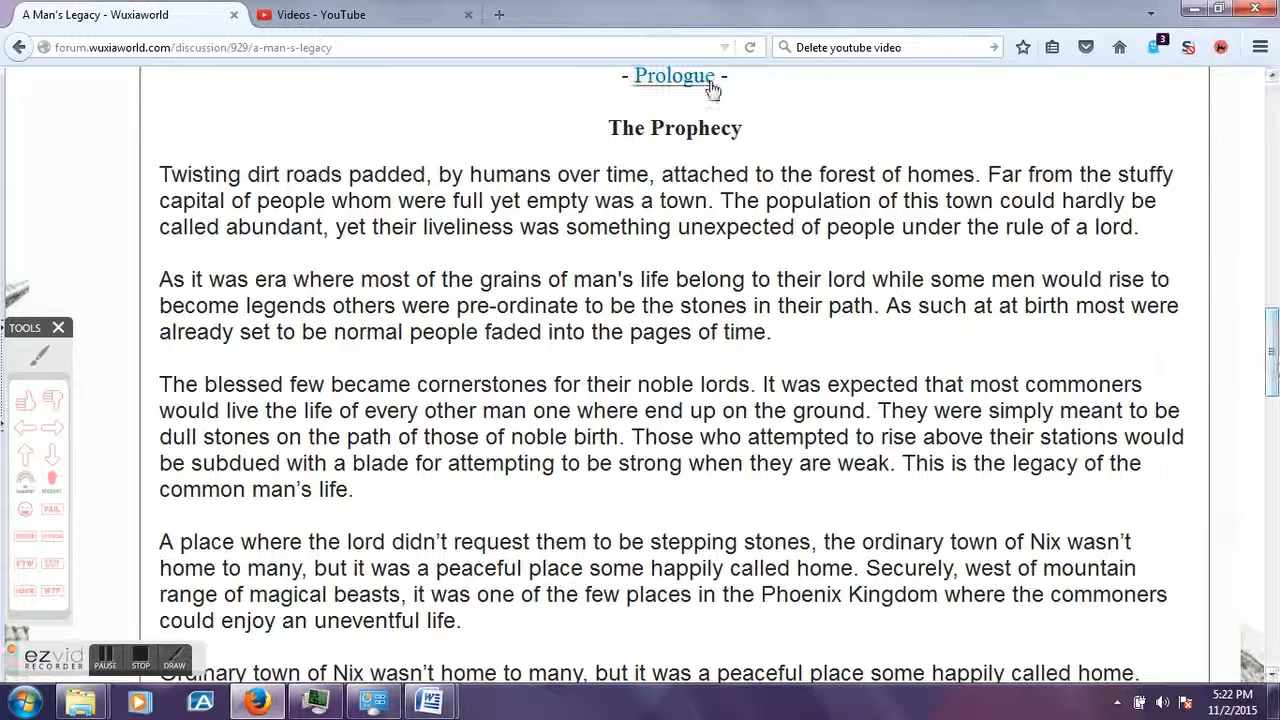 A Man's Legacy - Wuxiaworld
Videos - YouTube
forum.wuxiaworld.com/discussion/929/a-man-s-legacy
Delete youtube video
3
- Prologue -
The Prophecy
Twisting dirt roads padded, by humans over time, attached to the forest of homes. Far from the stuffy
capital of people whom were full yet empty was a town. The population of this town could hardly be
called abundant, yet their liveliness was something unexpected of people under the rule of a lord.
As it was era where most of the grains of man's life belong to their lord while some men would rise to
become legends others were pre-ordinate to be the stones in their path. As such at at birth most were
already set to be normal people faded into the pages of time.
The blessed few became cornerstones for their noble lords. It was expected that most commoners
would live the life of every other man one where end up on the ground. They were simply meant to be
dull stones on the path of those of noble birth. Those who attempted to rise above their stations would
be subdued with a blade for attempting to be strong when they are weak. This is the legacy of the
common man’s life.
A place where the lord didn’t request them to be stepping stones, the ordinary town of Nix wasn’t
home to many, but it was a peaceful place some happily called home. Securely, west of mountain
range of magical beasts, it was one of the few places in the Phoenix Kingdom where the commoners
could enjoy an uneventful life.
Ordinary town of Nix wasn’t home to many, but it was a peaceful place some happily called home.
TOOLS
FAIL
FTW
WTF
ezvid
RECORDER
PAUSE
STOP
DRAW
5:22 PM
11/2/2015